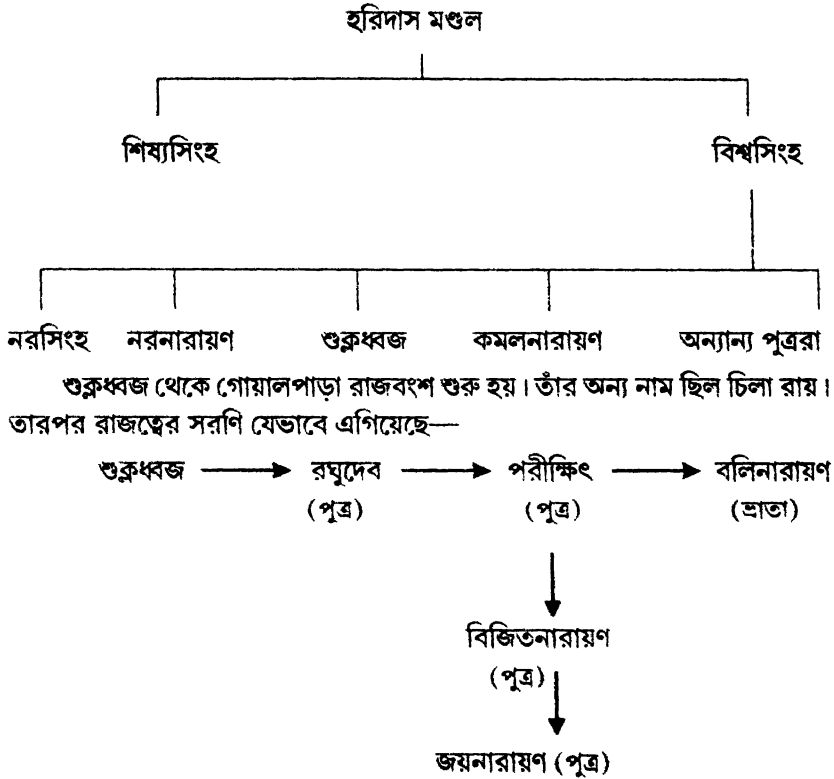 হরিদাস মণ্ডল
শিষ্যসিংহ বিশ্বসিংহ
নরসিংহ নরনারায়ণ শুক্লধ্বজ কমলনারায়ণ অন্যান্য পুত্ররা
শুক্লধ্বজ থেকে গোয়ালপাড়া রাজবংশ শুরু হয়। তাঁর অন্য নাম ছিল চিলা রায়।
তারপর রাজত্বের সরণি যেভাবে এগিয়েছে—
শুক্লধ্বজ রঘুদেব পরীক্ষিৎ বলিনারায়ণ
(পুত্র) (পুত্র) (ভ্রাতা)
বিজিতনারায়ণ
(পুত্র)
জয়নারায়ণ (পুত্র)